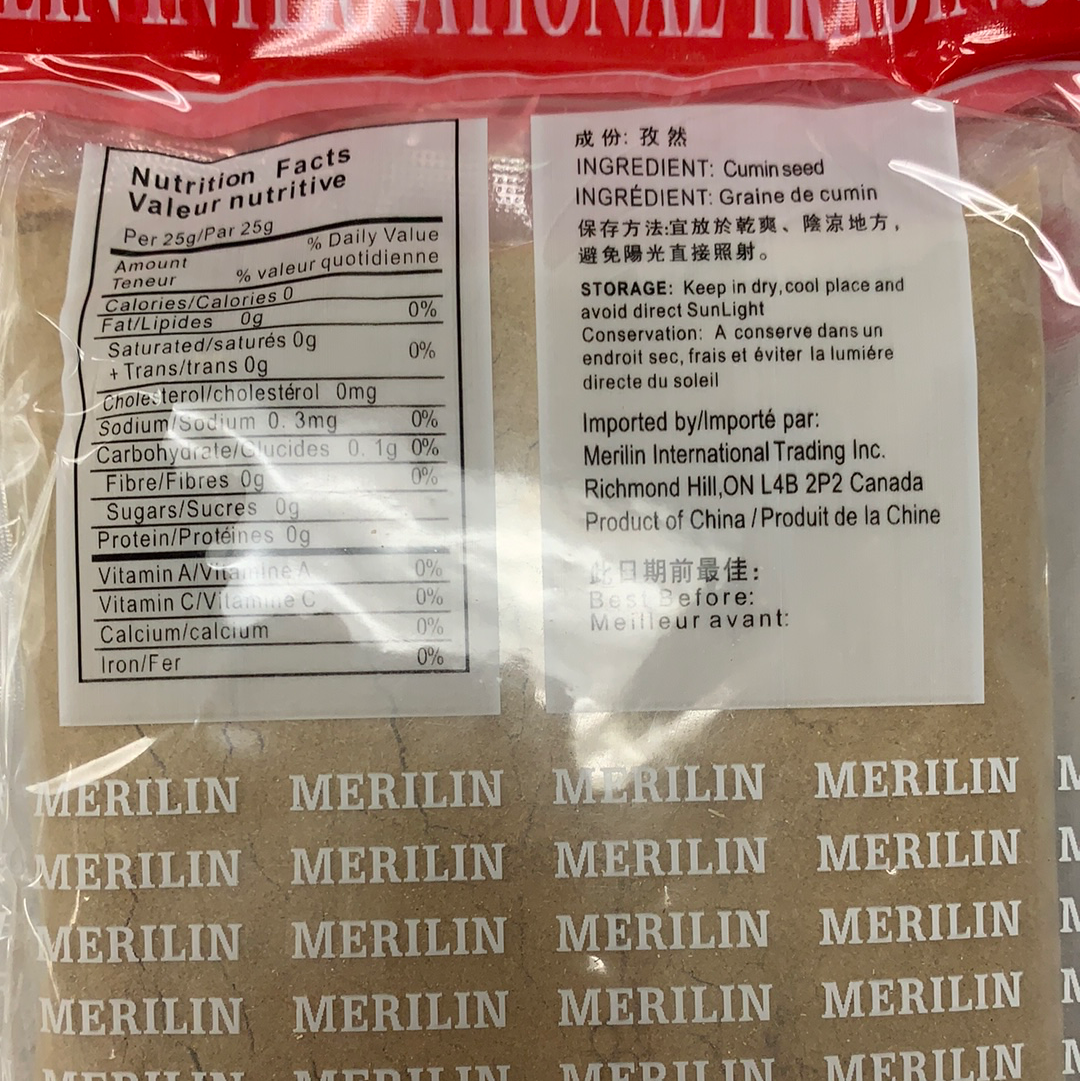 LIN INTERNATIONAL TRADING
Nutrition Facts
Valeur nutritive
Per 25g/Par 25g
Amount % Daily Value
Teneur % valeur quotidienne
Calories/Calories 0
Fat/Lipides 0g 0%
Saturated/saturés 0g
+ Trans/trans 0g 0%
Cholesterol/cholestérol 0mg
Sodium/Sodium 0. 3mg 0%
Carbohydrate/Glucides 0. 1g 0%
Fibre/Fibres 0g 0%
Sugars/Sucres 0g
Protein/Protéines 0g
Vitamin A/Vitamine A 0%
Vitamin C/Vitamine C 0%
Calcium/calcium 0%
Iron/Fer 0%
成份: 孜然
INGREDIENT: Cumin seed
INGRÉDIENT: Graine de cumin
保存方法:宜放於乾爽、陰涼地方,
避免陽光直接照射。
STORAGE: Keep in dry, cool place and
avoid direct SunLight
Conservation: A conserve dans un
endroit sec, frais et éviter la lumiére
directe du soleil
Imported by/Importé par:
Merilin International Trading Inc.
Richmond Hill,ON L4B 2P2 Canada
Product of China / Produit de la Chine
此日期前最佳:
Best Before:
Meilleur avant:
MERILIN MERILIN MERILIN MERILIN
MERILIN MERILIN MERILIN MERILIN
MERILIN MERILIN MERILIN MERILIN
MERILIN MERILIN MERILIN MERILIN
MERILIN MERILIN MERILIN MERILIN